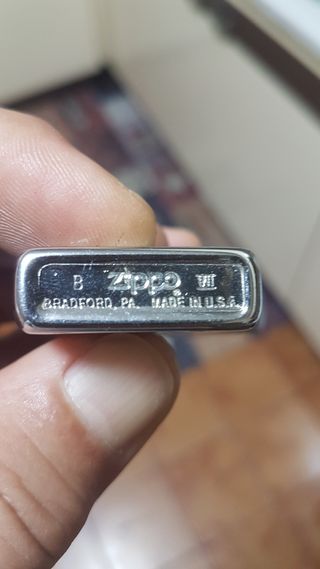 B Zippo VII
BRADFORD, PA. MADE IN U.S.A.